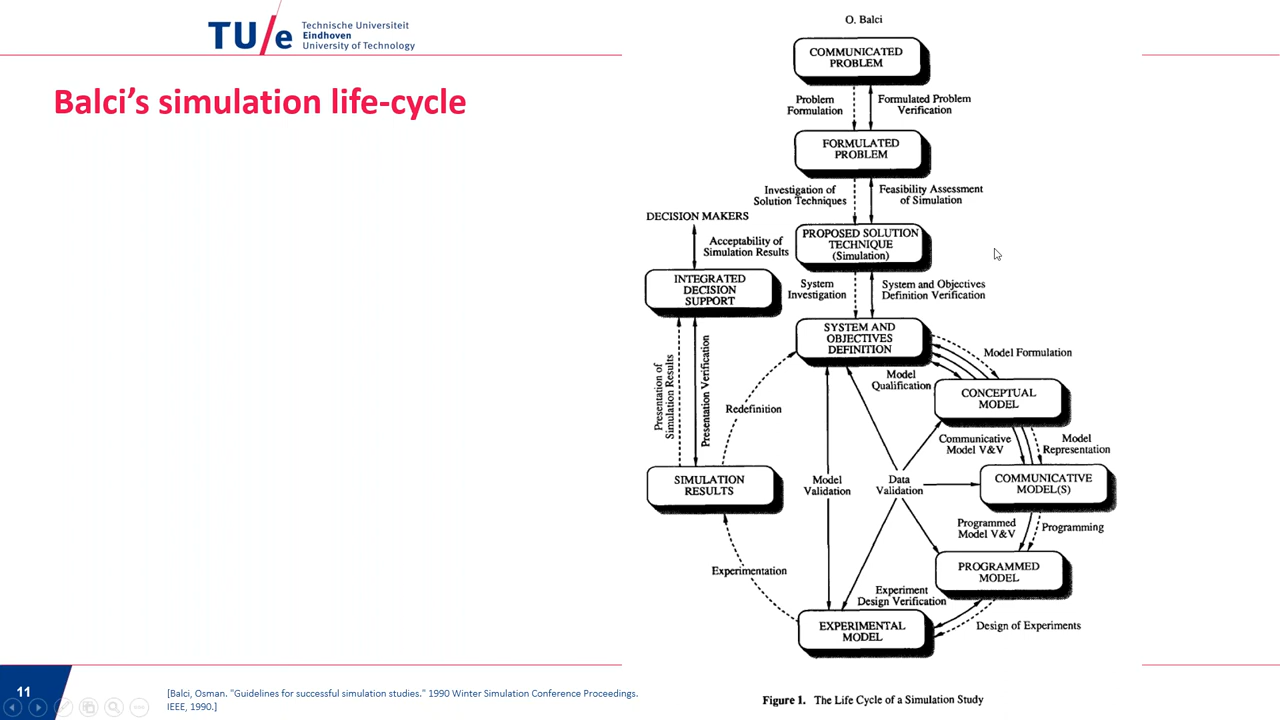 TU/e
Technische Universiteit
Eindhoven
University of Technology
Balci's simulation life-cycle
O. Balci
COMMUNICATED
PROBLEM
Problem
Formulation
Formulated Problem
Verification
FORMULATED
PROBLEM
Investigation of
Solution Techniques
Feasibility Assessment
of Simulation
DECISION MAKERS
Acceptability of
Simulation Results
PROPOSED SOLUTION
TECHNIQUE
(Simulation)
INTEGRATED
DECISION
SUPPORT
System
Investigation
System and Objectives
Definition Verification
SYSTEM AND
OBJECTIVES
DEFINITION
Model Formulation
Model
Qualification
CONCEPTUAL
MODEL
Presentation of
Simulation Results
Presentation Verification
Redefinition
Communicative
Model V&V
Model
Representation
SIMULATION
RESULTS
Model
Validation
Data
Validation
COMMUNICATIVE
MODEL(S)
Programmed
Model V&V
Programming
Experimentation
PROGRAMMED
MODEL
Experiment
Design Verification
EXPERIMENTAL
MODEL
Design of Experiments
11
[Balci, Osman. "Guidelines for successful simulation studies." 1990 Winter Simulation Conference Proceedings.
IEEE, 1990.]
Figure 1. The Life Cycle of a Simulation Study